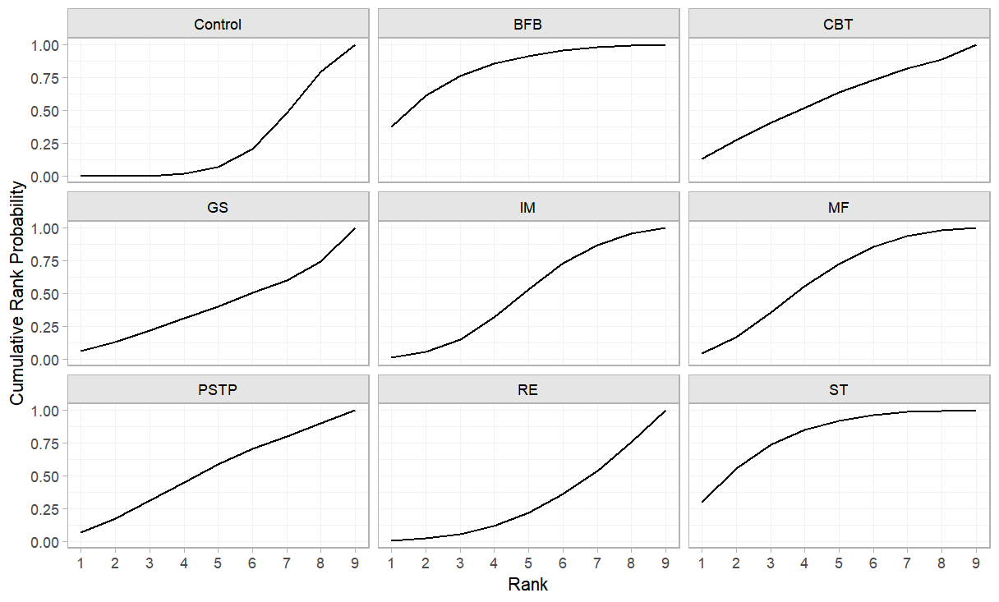 Control BFB CBT
1.00
0.75
0.50
0.25
0.00
GS IM MF
1.00
0.75
0.50
0.25
0.00
PSTP RE ST
1.00
0.75
0.50
0.25
0.00
1 2 3 4 5 6 7 8 9 1 2 3 4 5 6 7 8 9 1 2 3 4 5 6 7 8 9
Rank
Cumulative Rank Probability